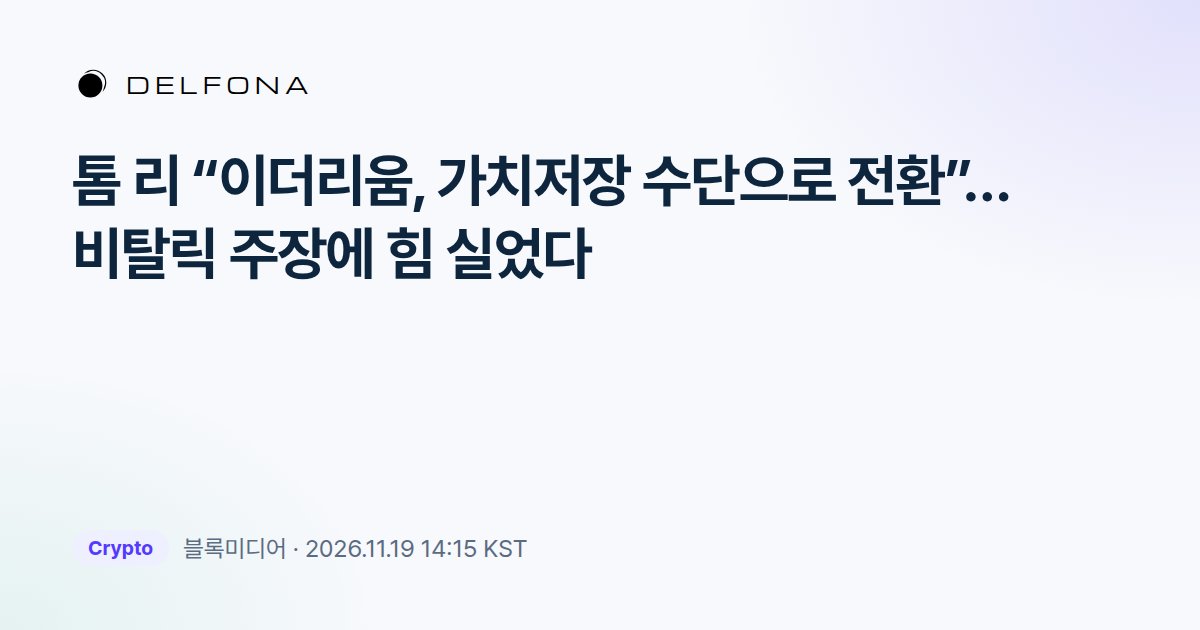 DELFONA
톰 리 “이더리움, 가치저장 수단으로 전환”…
비탈릭 주장에 힘 실었다
Crypto 블록미디어 · 2026.11.19 14:15 KST